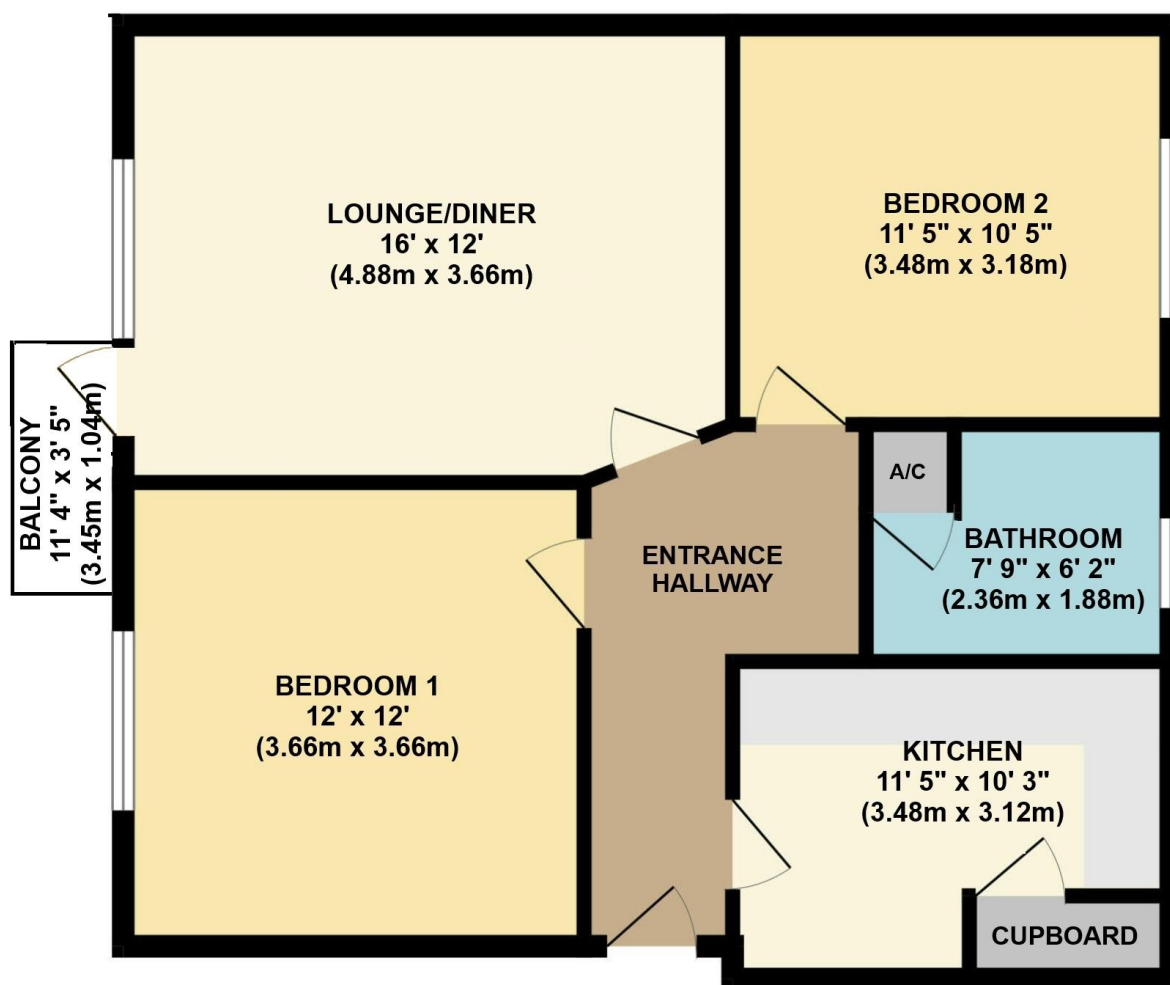 LOUNGE/DINER
16' x 12'
(4.88m x 3.66m)
BEDROOM 2
11' 5" x 10' 5"
(3.48m x 3.18m)
BALCONY
11' 4" x 3' 5"
(3.45m x 1.04m)
A/C
ENTRANCE
HALLWAY
BATHROOM
7' 9" x 6' 2"
(2.36m x 1.88m)
BEDROOM 1
12' x 12'
(3.66m x 3.66m)
KITCHEN
11' 5" x 10' 3"
(3.48m x 3.12m)
CUPBOARD